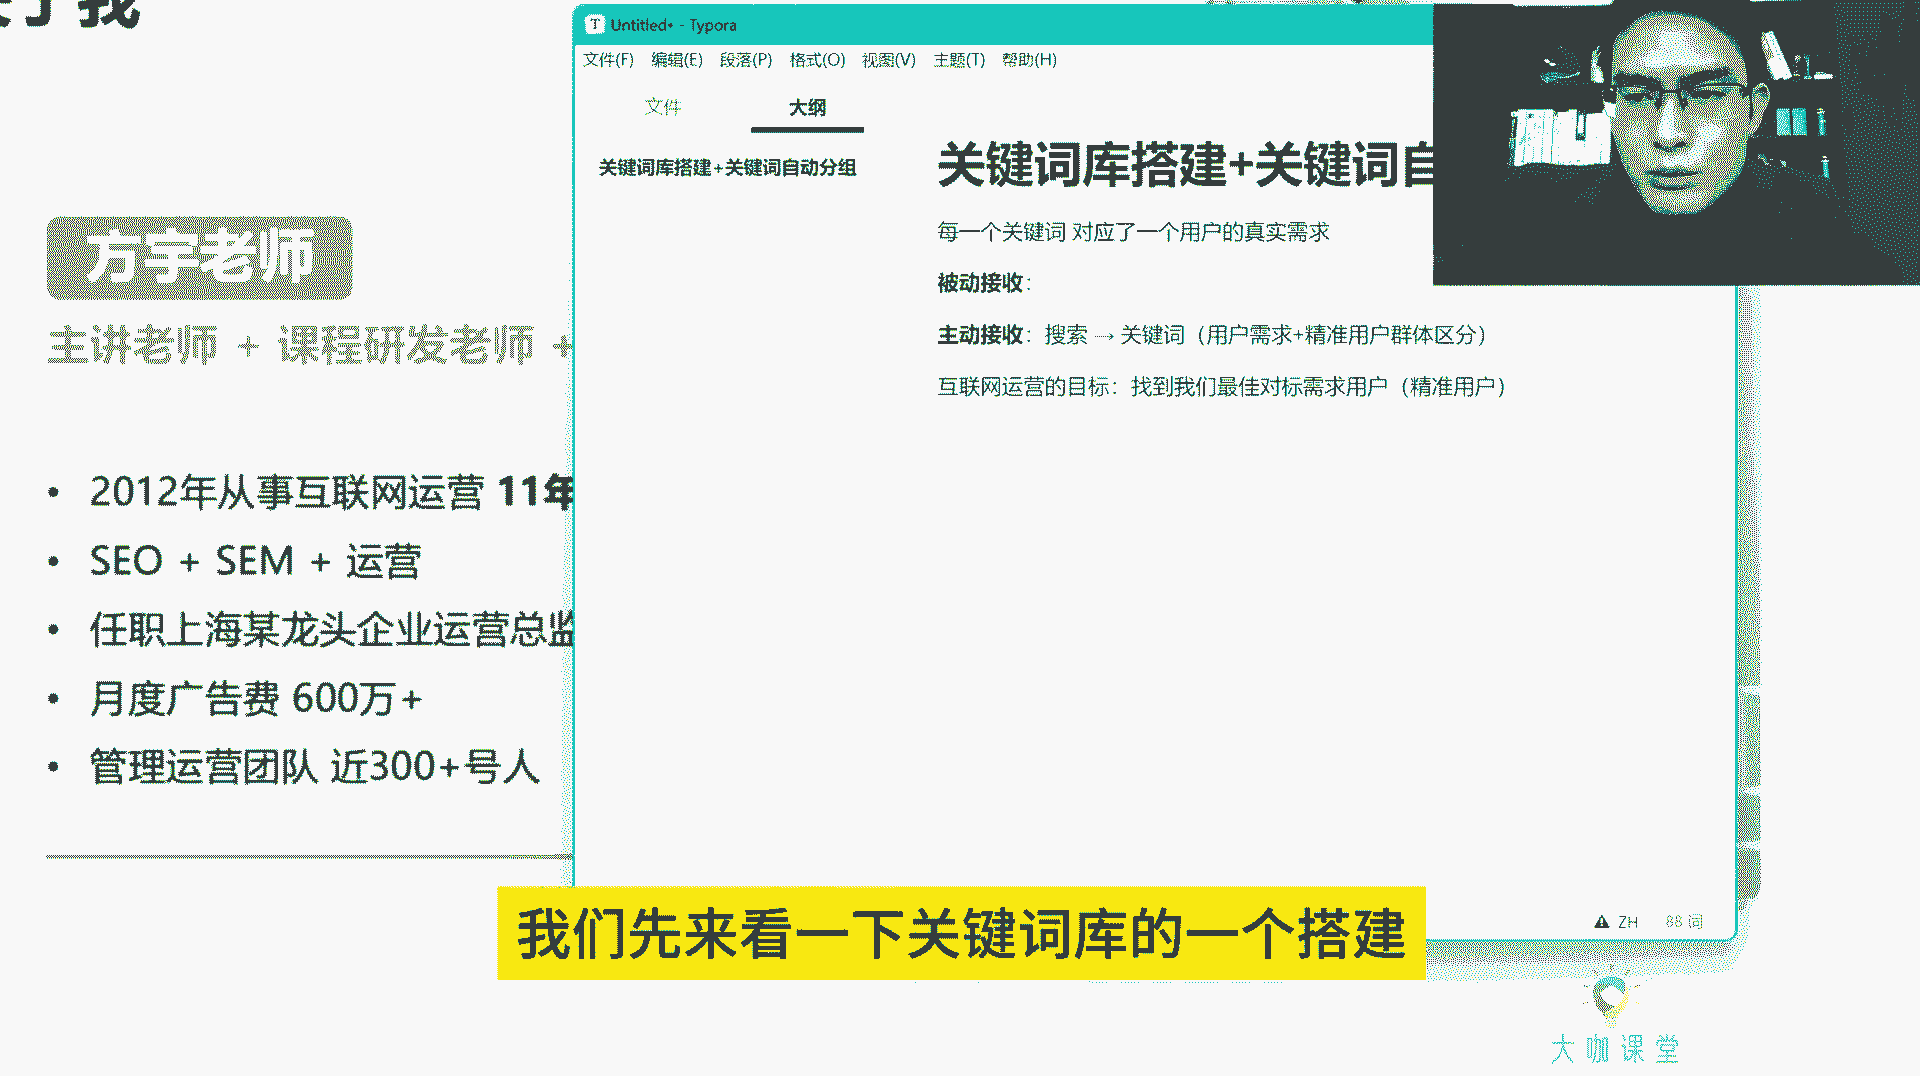 于我
方宇老师
主讲老师 + 课程研发老师 +
• 2012年从事互联网运营 11年
• SEO + SEM + 运营
• 任职上海某龙头企业运营总监
• 月度广告费 600万+
• 管理运营团队 近300+号人
T Untitled• - Typora
文件(F) 编辑(E) 段落(P) 格式(O) 视图(V) 主题(T) 帮助(H)
文件 大纲
关键词库搭建+关键词自动分组
关键词库搭建+关键词自
每一个关键词 对应了一个用户的真实需求
被动接收：
主动接收：搜索 → 关键词（用户需求+精准用户群体区分）
互联网运营的目标：找到我们最佳对标需求用户（精准用户）
ZH 88 词
我们先来看一下关键词库的一个搭建
大咖课堂